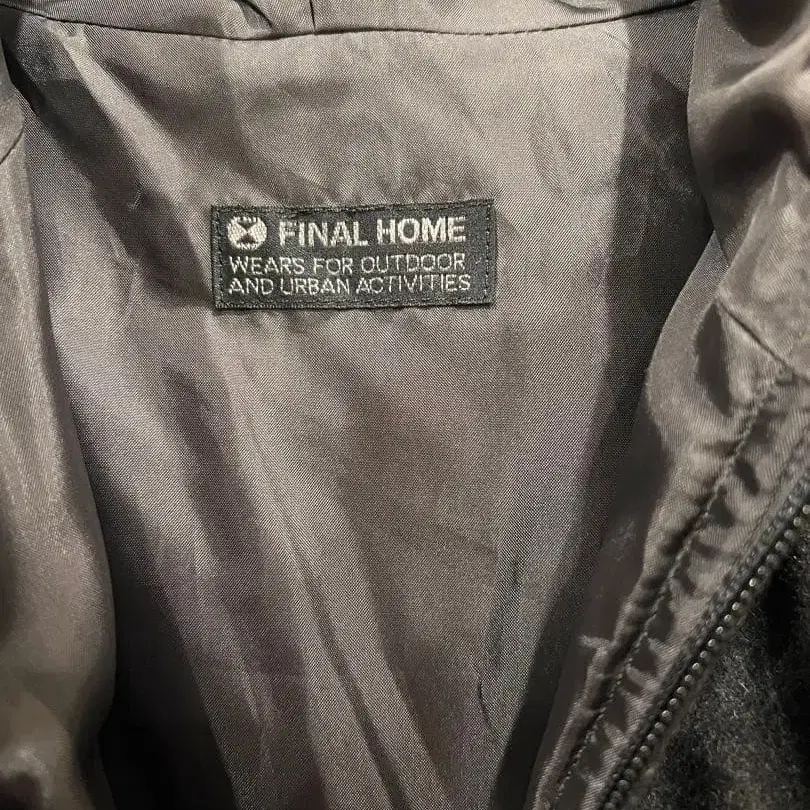 FINAL HOME
WEARS FOR OUTDOOR
AND URBAN ACTIVITIES